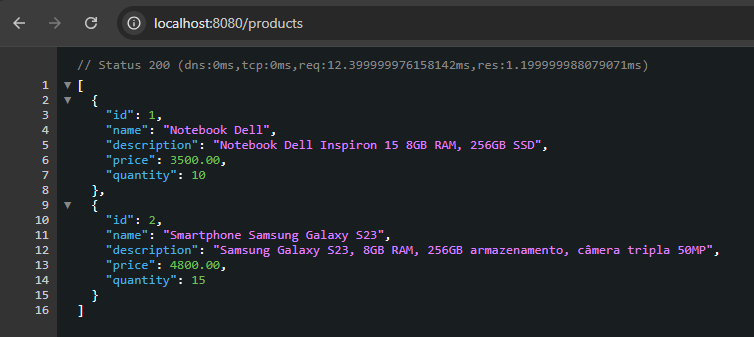 localhost:8080/products
// Status 200 (dns:0ms,tcp:0ms,req:12.399999976158142ms,res:1.199999988079071ms)
1 [
2 {
3 "id": 1,
4 "name": "Notebook Dell",
5 "description": "Notebook Dell Inspiron 15 8GB RAM, 256GB SSD",
6 "price": 3500.00,
7 "quantity": 10
8 },
9 {
10 "id": 2,
11 "name": "Smartphone Samsung Galaxy S23",
12 "description": "Samsung Galaxy S23, 8GB RAM, 256GB armazenamento, câmera tripla 50MP",
13 "price": 4800.00,
14 "quantity": 15
15 }
16 ]